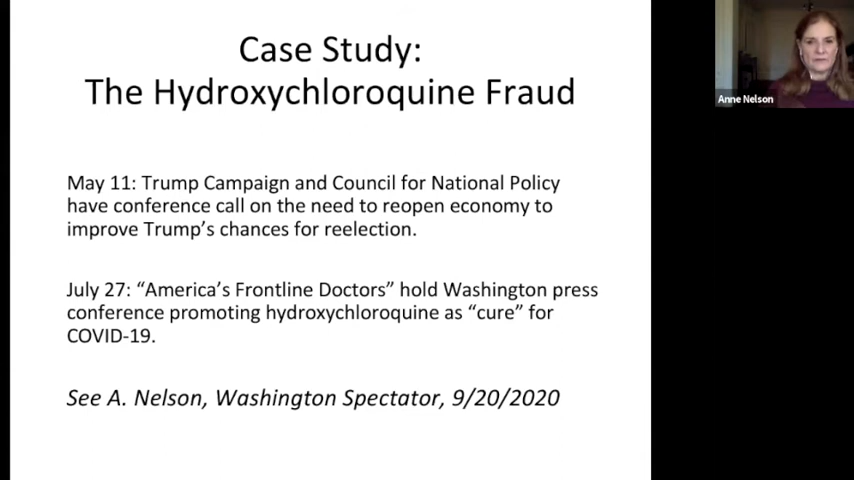 Case Study:
The Hydroxychloroquine Fraud
May 11: Trump Campaign and Council for National Policy
have conference call on the need to reopen economy to
improve Trump’s chances for reelection.
July 27: “America’s Frontline Doctors” hold Washington press
conference promoting hydroxychloroquine as “cure” for
COVID-19.
See A. Nelson, Washington Spectator, 9/20/2020
Anne Nelson